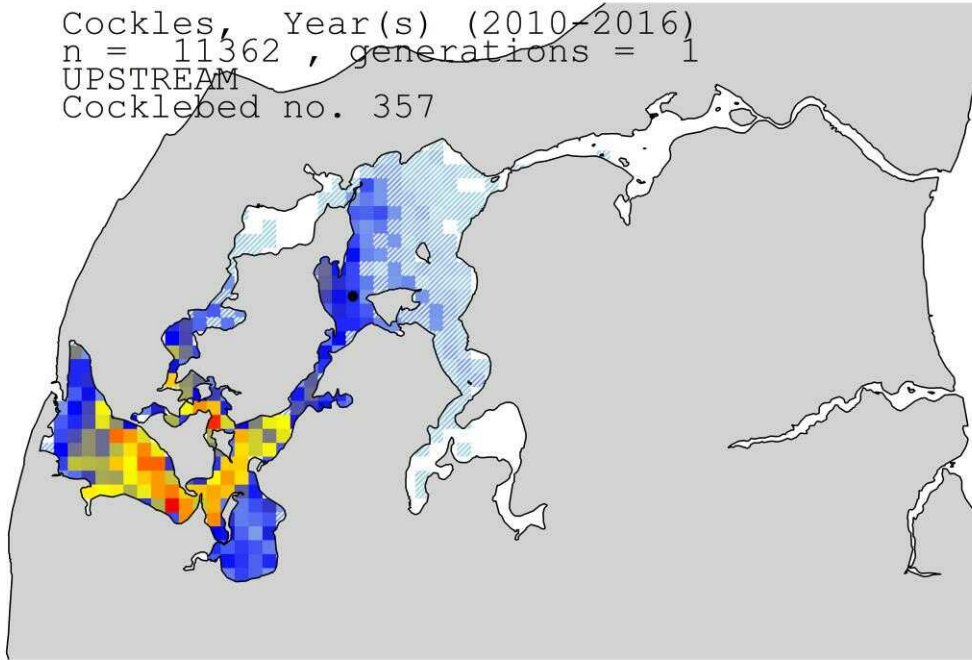 Cockles, Year(s) (2010-2016)
n = 11362 , generations = 1
UPSTREAM
Cocklebed no. 357